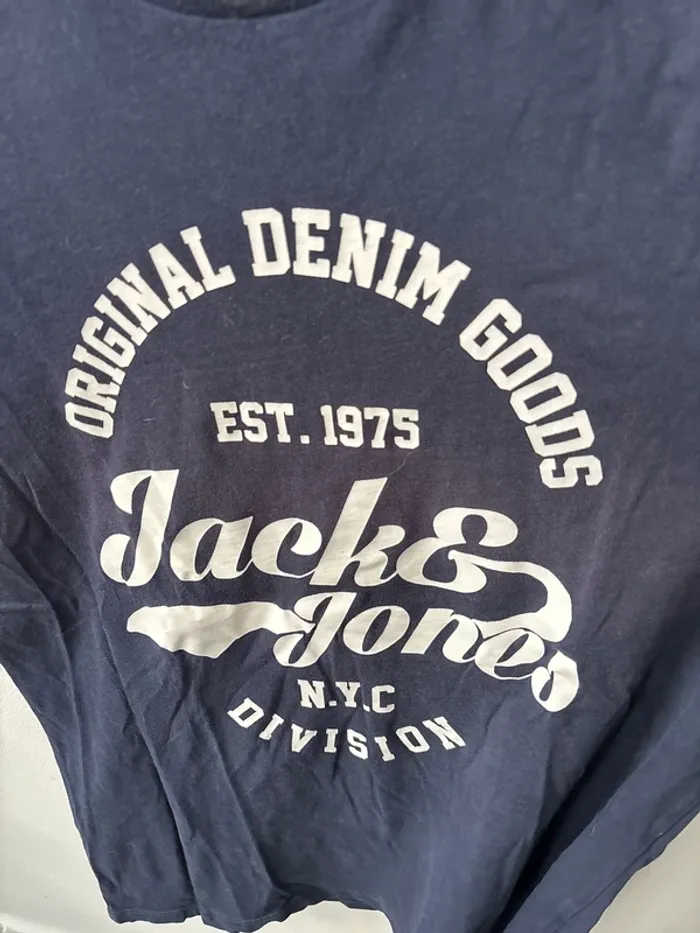 ORIGINAL DENIM GOODS
EST. 1975
Jack&
Jones
N.Y.C
DIVISION